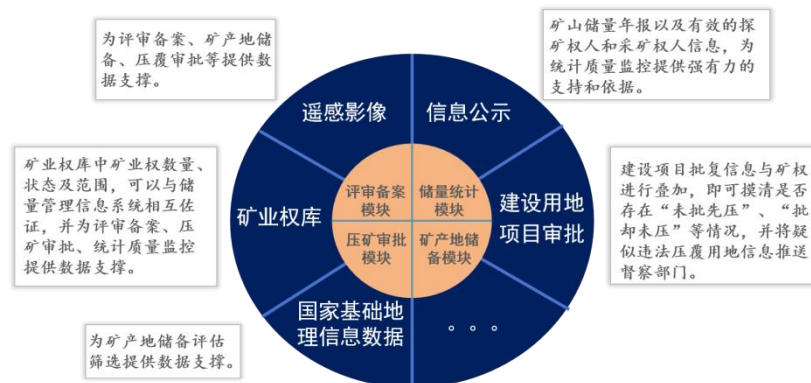 为评审备案、矿产地储
备、压覆审批等提供数
据支撑。
矿山储量年报以及有效的探
矿权人和采矿权人信息，为
统计质量监控提供强有力的
支持和依据。
遥感影像
信息公示
矿业权库中矿业权数量、
状态及范围，可以与储
量管理信息系统相互佐
证，并为评审备案、压
矿审批、统计质量监控
提供数据支撑。
矿业权库
评审备案
模块
储量统计
模块
压矿审批
模块
矿产地储
备模块
建设用地
项目审批
建设项目批复信息与矿权
进行叠加，即可摸清是否
存在“未批先压”、“批
却未压”等情况，并将疑
似违法压覆用地信息推送
督察部门。
国家基础地
理信息数据
。。。
为矿产地储备评估
筛选提供数据支撑。